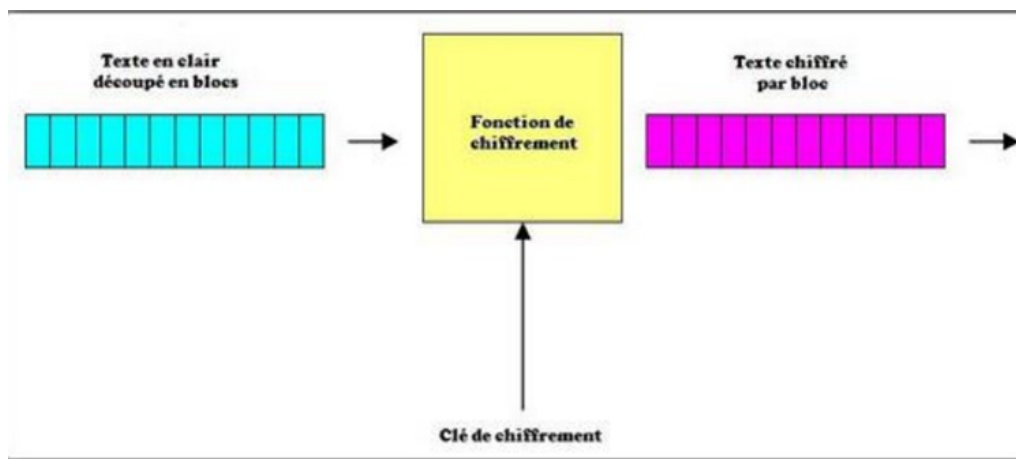 Texte en clair
découpé en blocs
Fonction de
chiffrement
Texte chiffré
par bloc
Clé de chiffrement